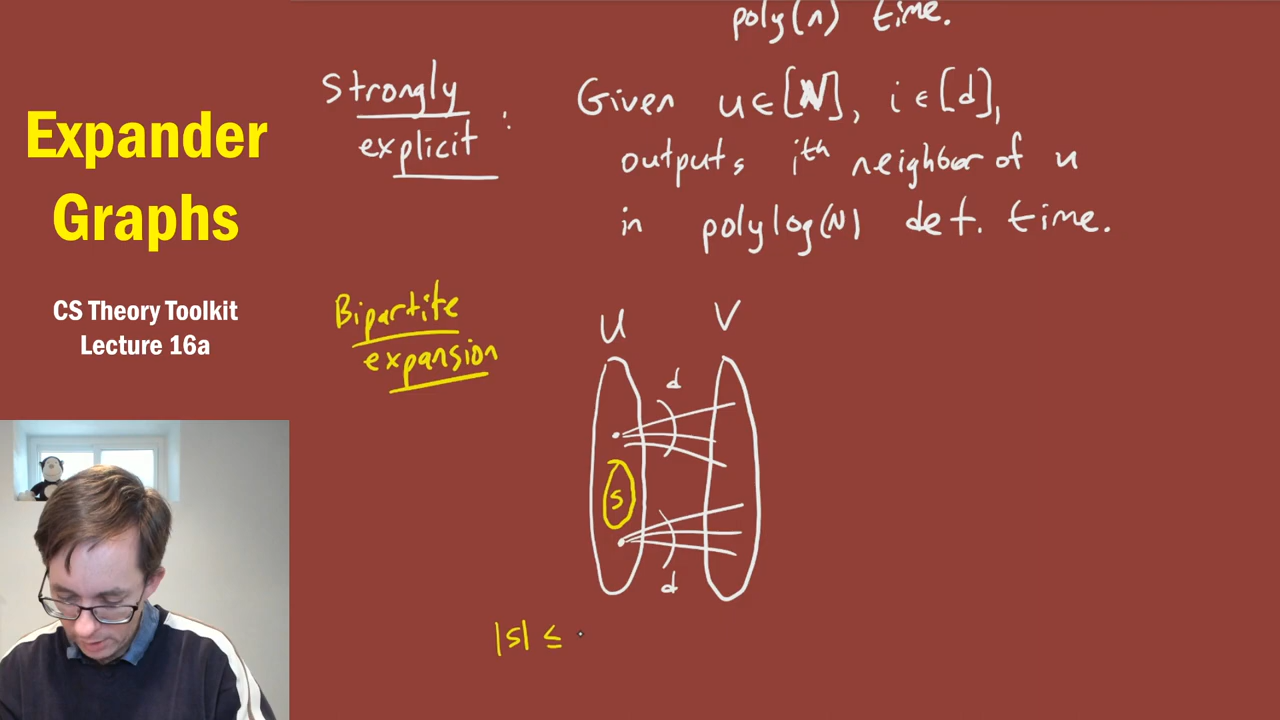 Expander
Graphs
CS Theory Toolkit
Lecture 16a
poly(n) time.
Strongly
explicit :
Given u∈[N], i∈[d],
outputs ith neighbor of u
in polylog(N) det. time.
Bipartite
expansion
U V
d
S
d
|S| ≤